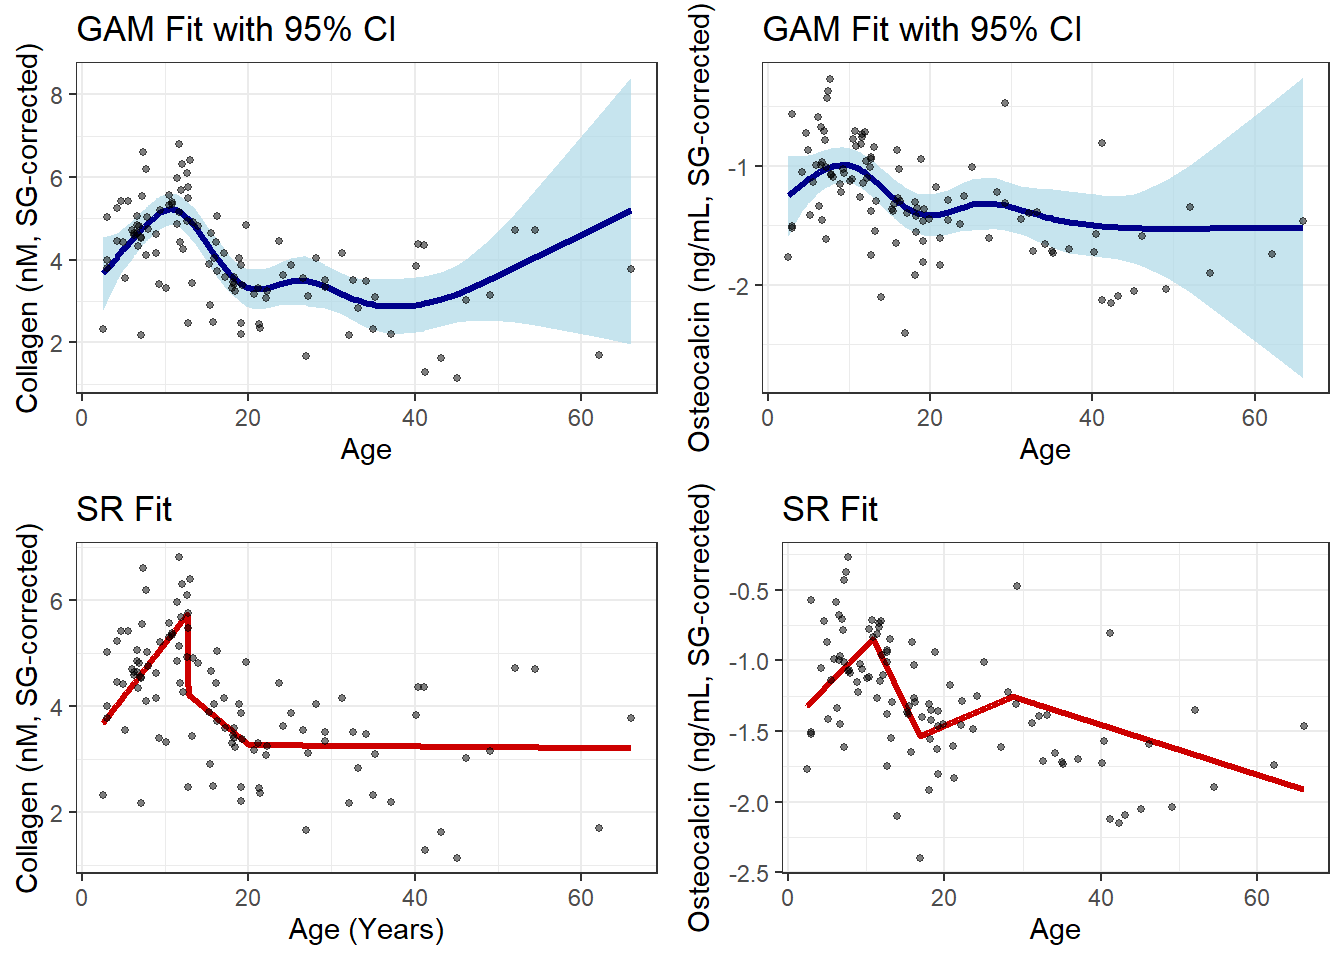 GAM Fit with 95% CI
Collagen (nM, SG-corrected)
8
6
4
2
0
20
40
60
Age
GAM Fit with 95% CI
Osteocalcin (ng/mL, SG-corrected)
-1
-2
0
20
40
60
Age
SR Fit
Collagen (nM, SG-corrected)
6
4
2
0
20
40
60
Age (Years)
SR Fit
Osteocalcin (ng/mL, SG-corrected)
-0.5
-1.0
-1.5
-2.0
-2.5
0
20
40
60
Age